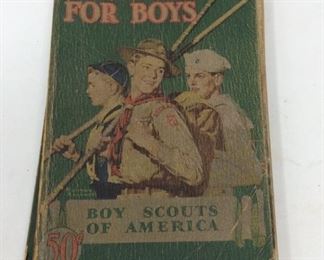 FOR BOYS
BOY SCOUTS
OF AMERICA
50¢